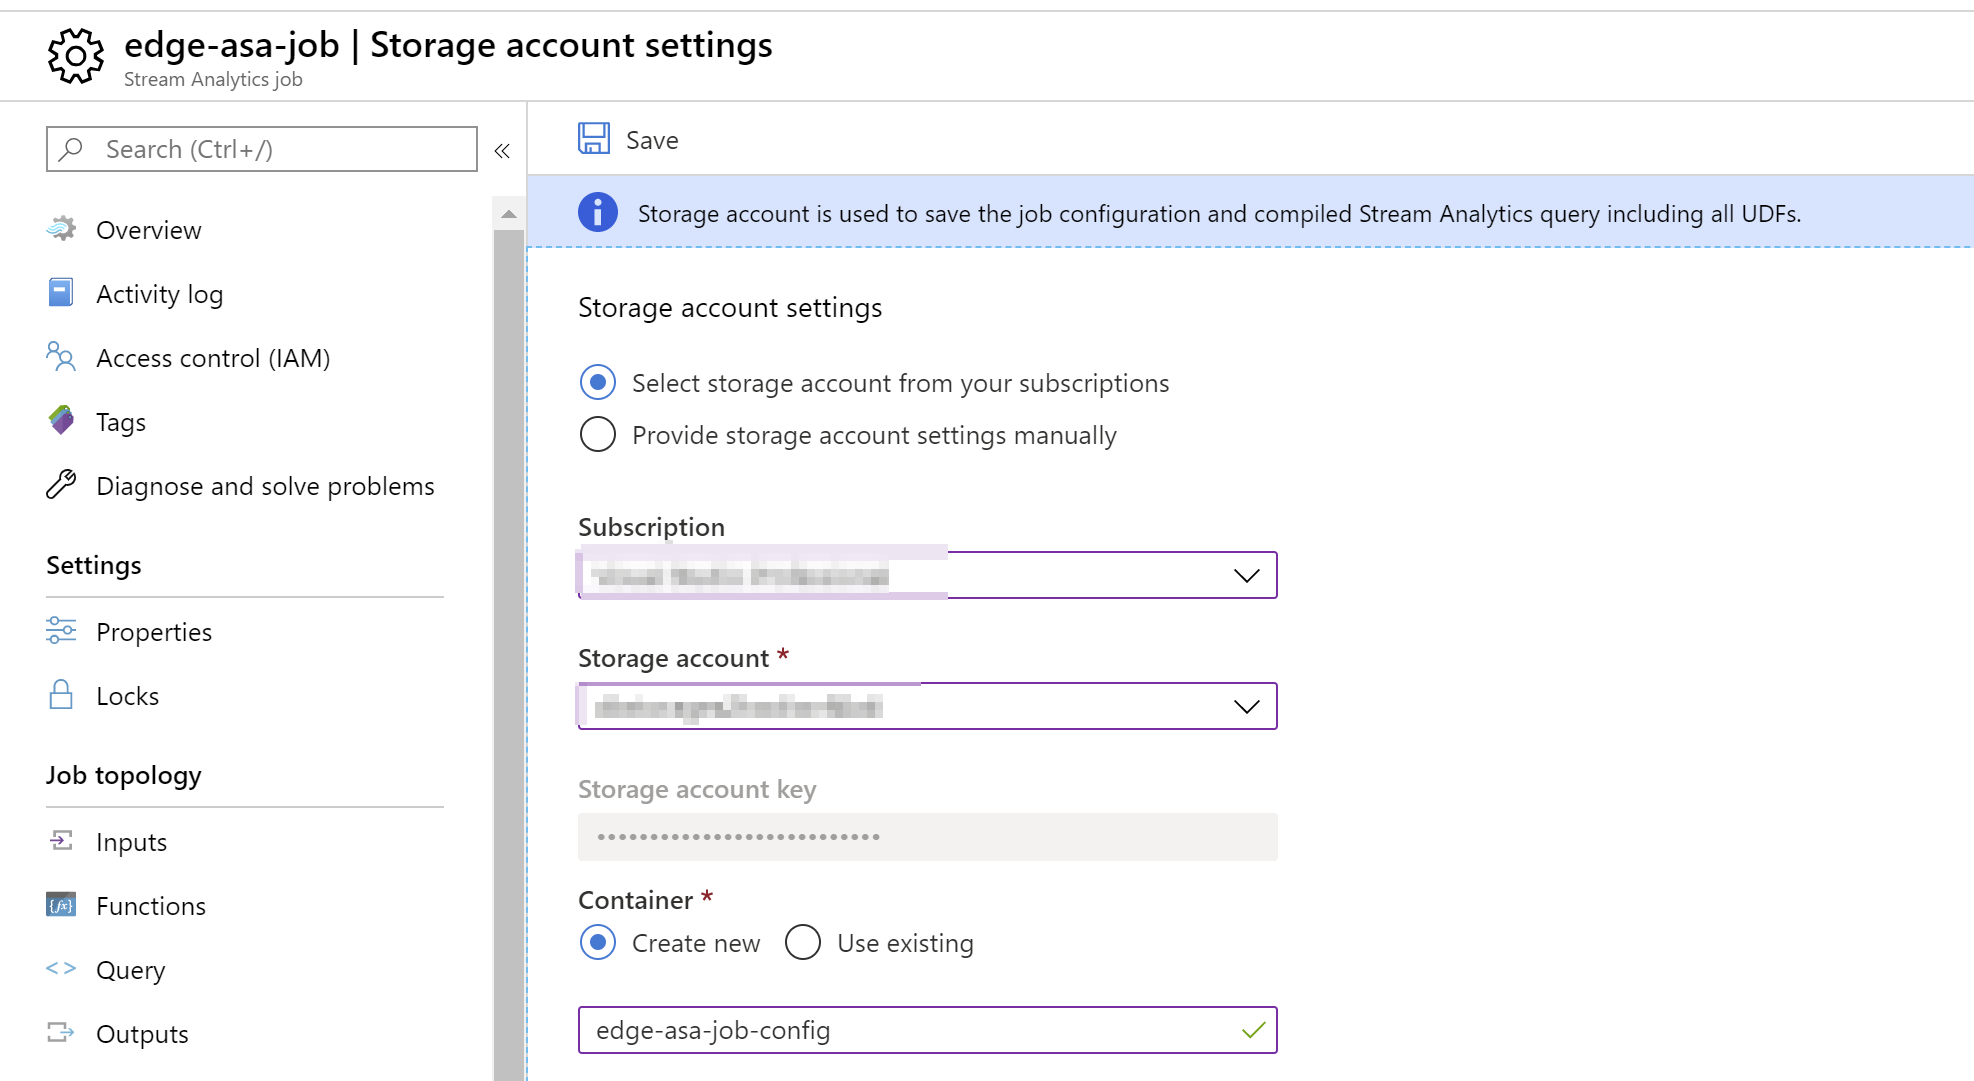 edge-asa-job | Storage account settings
Stream Analytics job
Search (Ctrl+/)
«
Overview
Activity log
Access control (IAM)
Tags
Diagnose and solve problems
Settings
Properties
Locks
Job topology
Inputs
{fx} Functions
<> Query
Outputs
Save
Storage account is used to save the job configuration and compiled Stream Analytics query including all UDFs.
Storage account settings
Select storage account from your subscriptions
Provide storage account settings manually
Subscription
Storage account *
Storage account key
•••••••••••••••••••••••••••
Container *
Create new Use existing
edge-asa-job-config